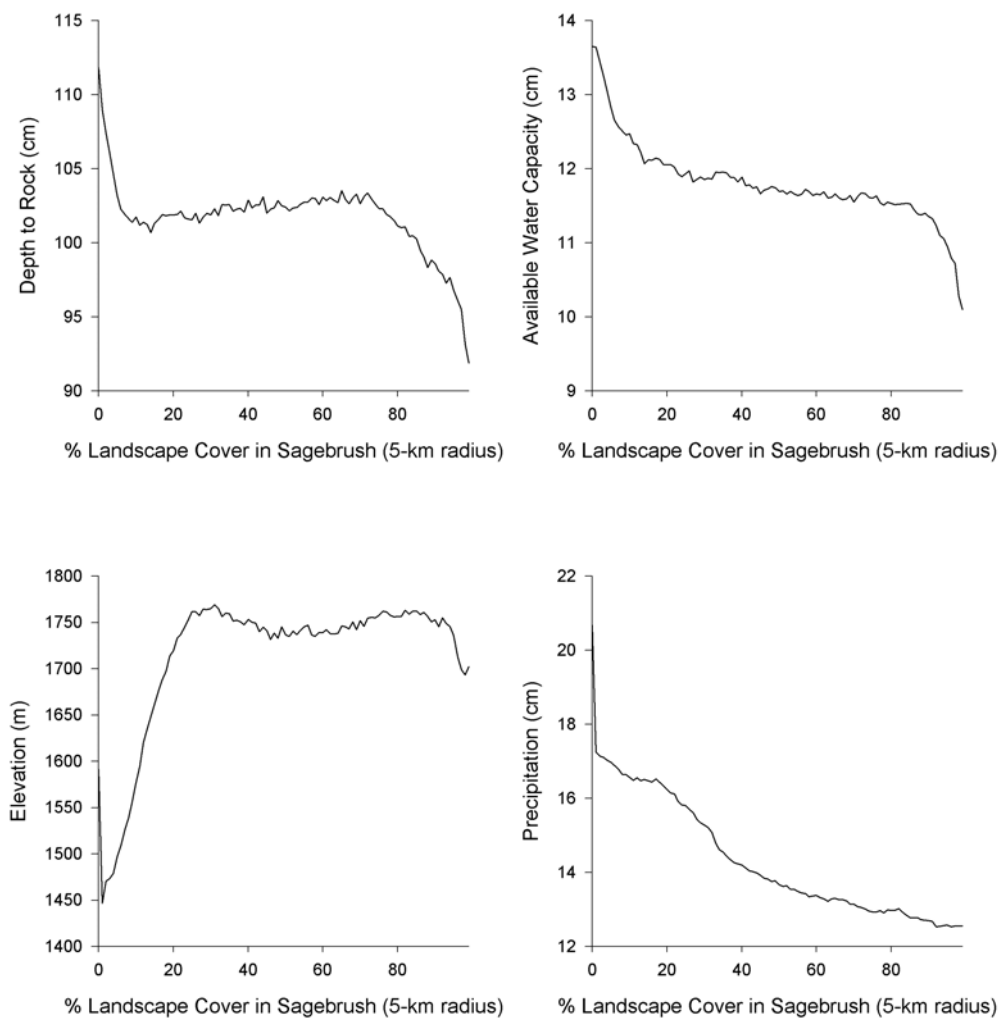 115
110
105
100
95
90
Depth to Rock (cm)
0 20 40 60 80
% Landscape Cover in Sagebrush (5-km radius)
14
13
12
11
10
9
Available Water Capacity (cm)
0 20 40 60 80
% Landscape Cover in Sagebrush (5-km radius)
1800
1750
1700
1650
1600
1550
1500
1450
1400
Elevation (m)
0 20 40 60 80
% Landscape Cover in Sagebrush (5-km radius)
22
20
18
16
14
12
Precipitation (cm)
0 20 40 60 80
% Landscape Cover in Sagebrush (5-km radius)